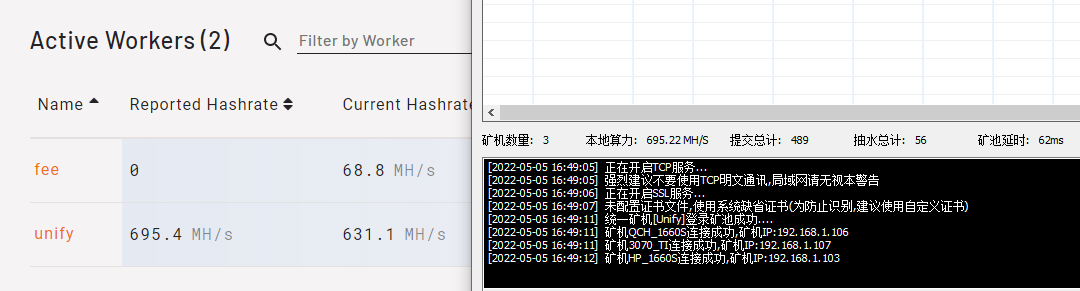 Active Workers (2)
Filter by Worker
Name
Reported Hashrate
Current Hashrate
fee
0
68.8 MH/s
unify
695.4 MH/s
631.1 MH/s
矿机数量: 3 本地算力: 695.22 MH/S 提交总计: 489 抽水总计: 56 矿池延时: 62ms
[2022-05-05 16:49:05] 正在开启TCP服务...
[2022-05-05 16:49:05] 强烈建议不要使用TCP明文通讯,局域网请无视本警告
[2022-05-05 16:49:06] 正在开启SSL服务...
[2022-05-05 16:49:07] 未配置证书文件,使用系统缺省证书(为防止识别,建议使用自定义证书)
[2022-05-05 16:49:11] 统一矿机[Unify]登录矿池成功....
[2022-05-05 16:49:11] 矿机QCH_1660S连接成功,矿机IP:192.168.1.106
[2022-05-05 16:49:11] 矿机3070_TI连接成功,矿机IP:192.168.1.107
[2022-05-05 16:49:12] 矿机HP_1660S连接成功,矿机IP:192.168.1.103